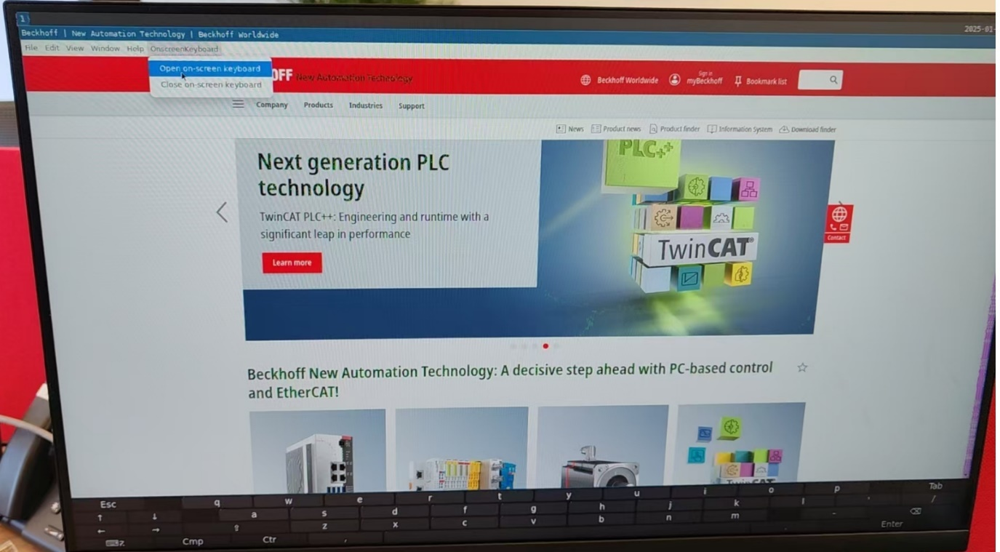 1
2025-01-
Beckhoff | New Automation Technology | Beckhoff Worldwide
File Edit View Window Help OnscreenKeyboard
Open on-screen keyboard
Close on-screen keyboard
OFF New Automation Technology
Beckhoff Worldwide
Sign in
myBeckhoff
Bookmark list
Company Products Industries Support
News Product news Product finder Information System Download finder
Next generation PLC
technology
TwinCAT PLC++: Engineering and runtime with a
significant leap in performance
Learn more
PLC++
TwinCAT
Contact
Beckhoff New Automation Technology: A decisive step ahead with PC-based control
and EtherCAT!
TwinCAT
Esc q w e r t y u i o p Tab
↑ ↓ a s d f g h j k l ' /
← → ⇧ z x c v b n m - ⌫
Cmp Ctr , . Enter